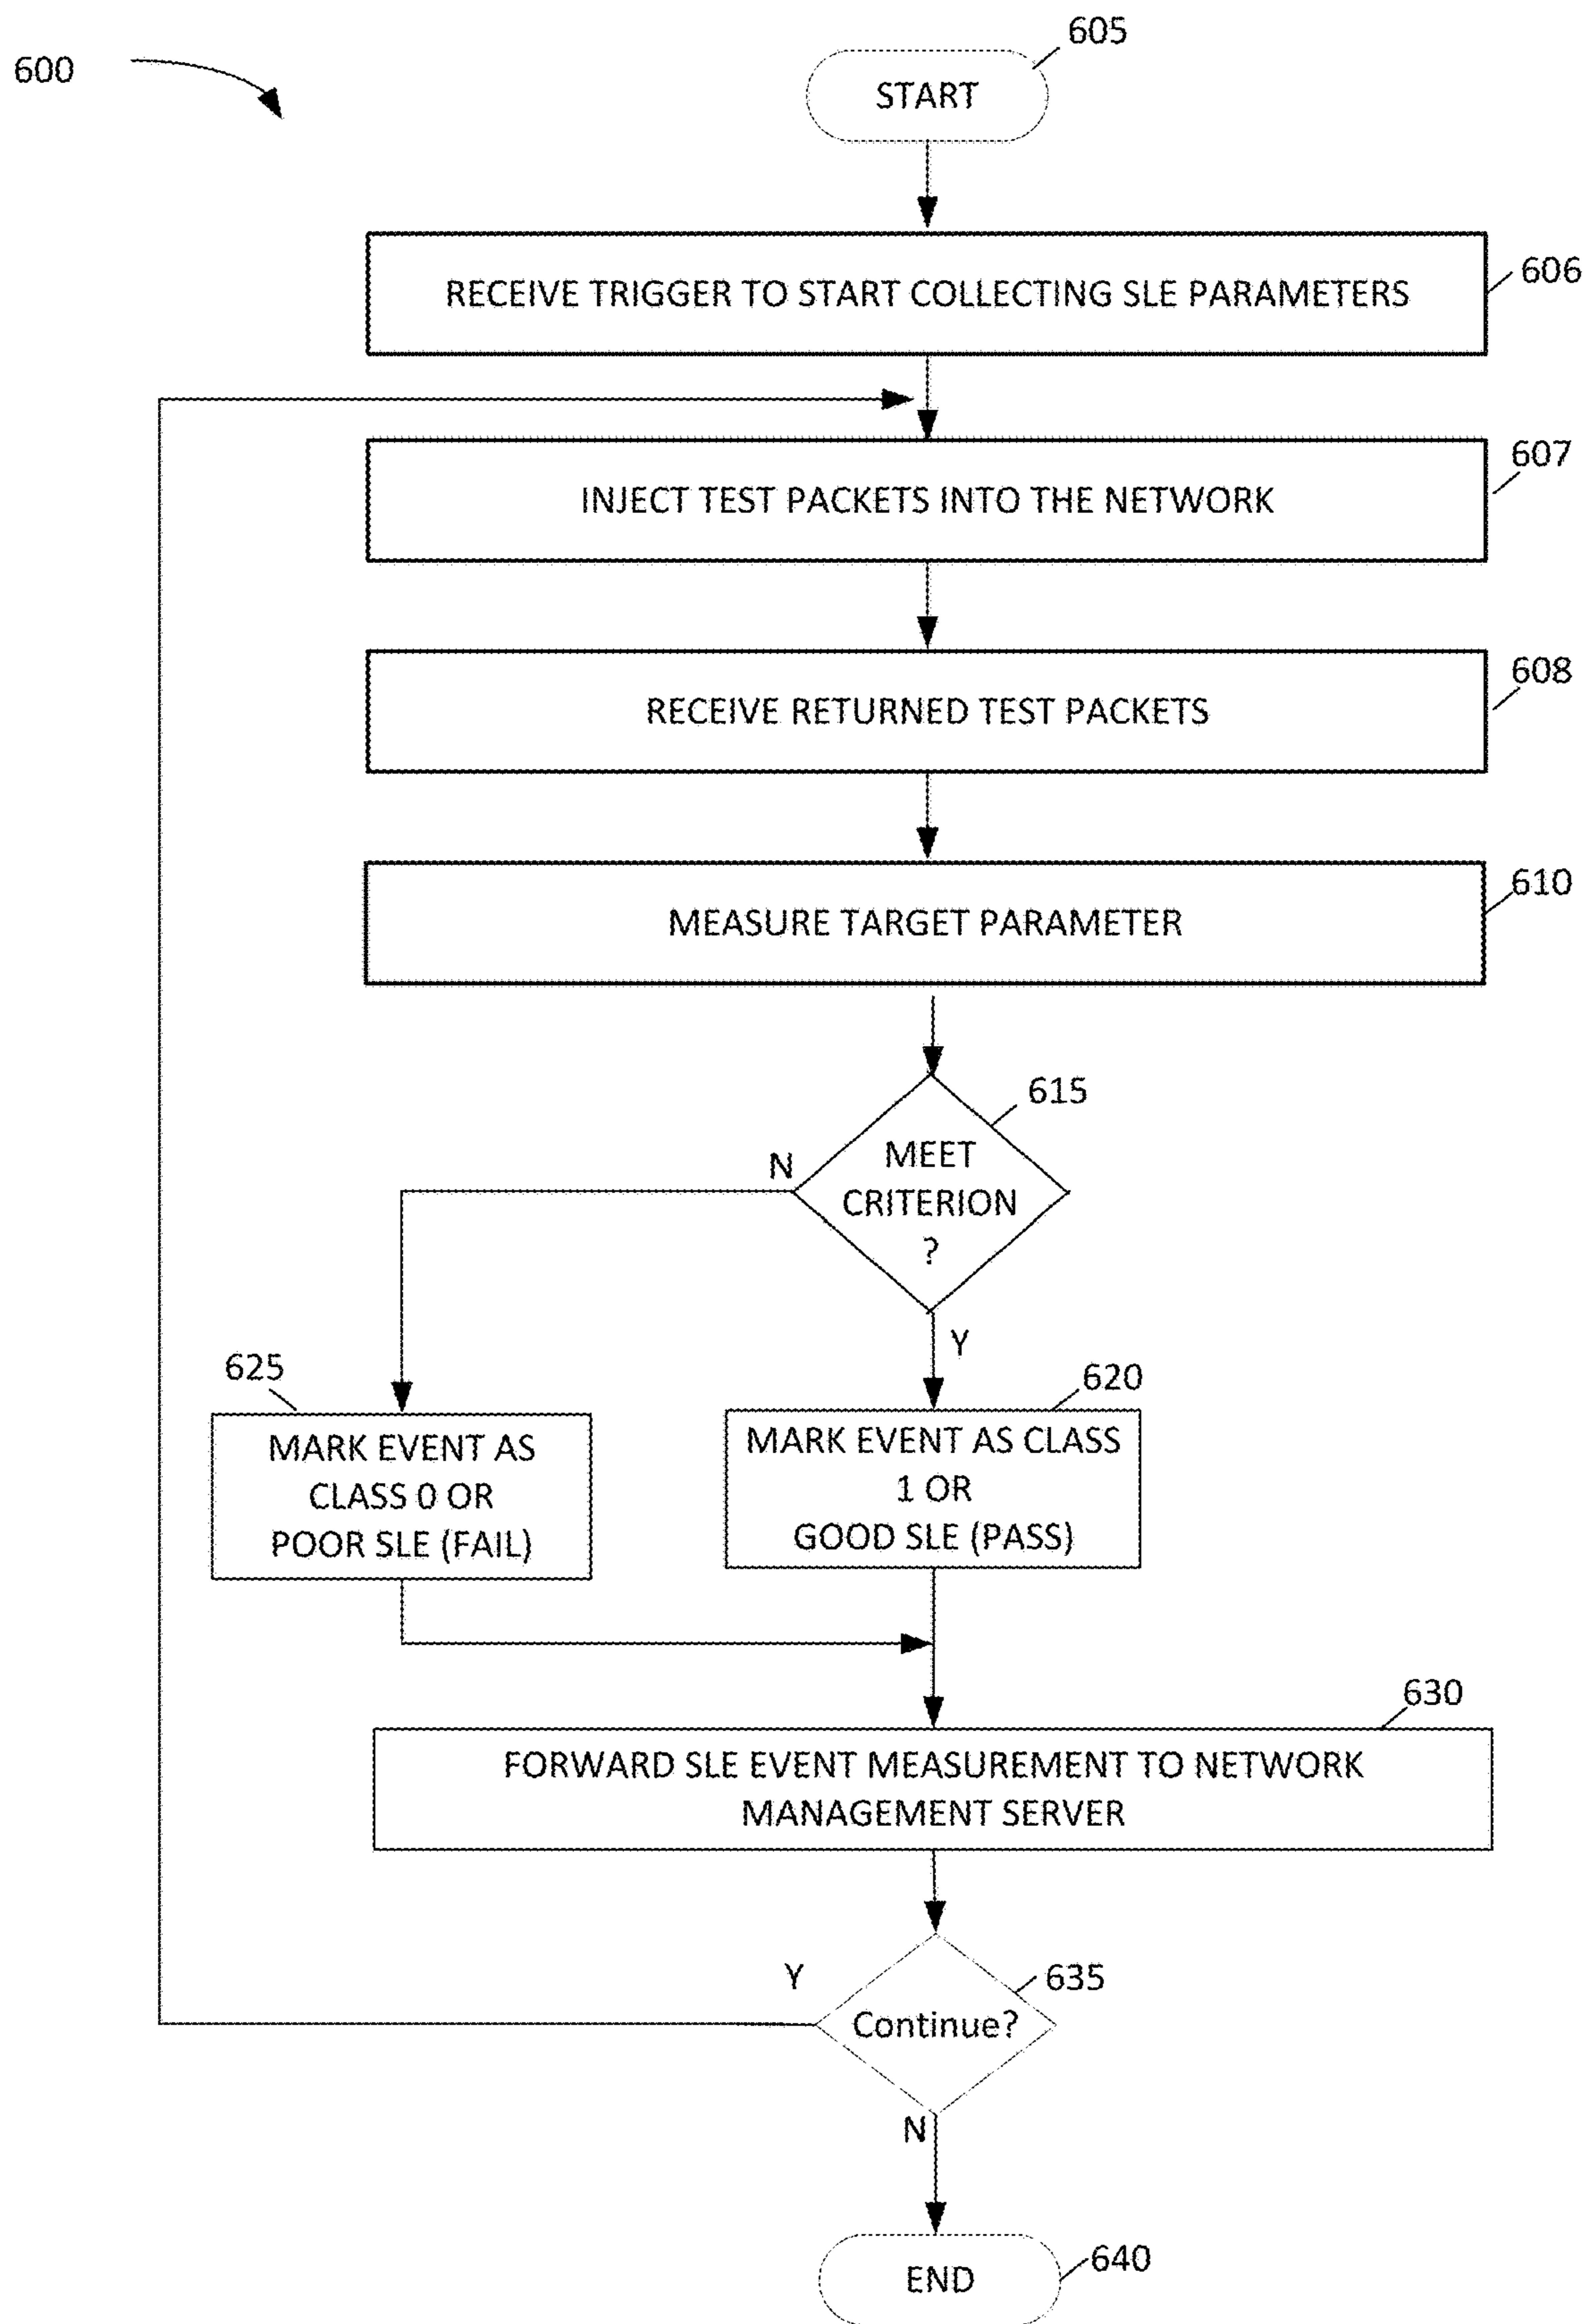 600
605
START
RECEIVE TRIGGER TO START COLLECTING SLE PARAMETERS
606
INJECT TEST PACKETS INTO THE NETWORK
607
RECEIVE RETURNED TEST PACKETS
608
MEASURE TARGET PARAMETER
610
615
MEET
CRITERION
?
N
Y
625
MARK EVENT AS
CLASS 0 OR
POOR SLE (FAIL)
620
MARK EVENT AS CLASS
1 OR
GOOD SLE (PASS)
630
FORWARD SLE EVENT MEASUREMENT TO NETWORK
MANAGEMENT SERVER
Y
635
Continue?
N
END
640